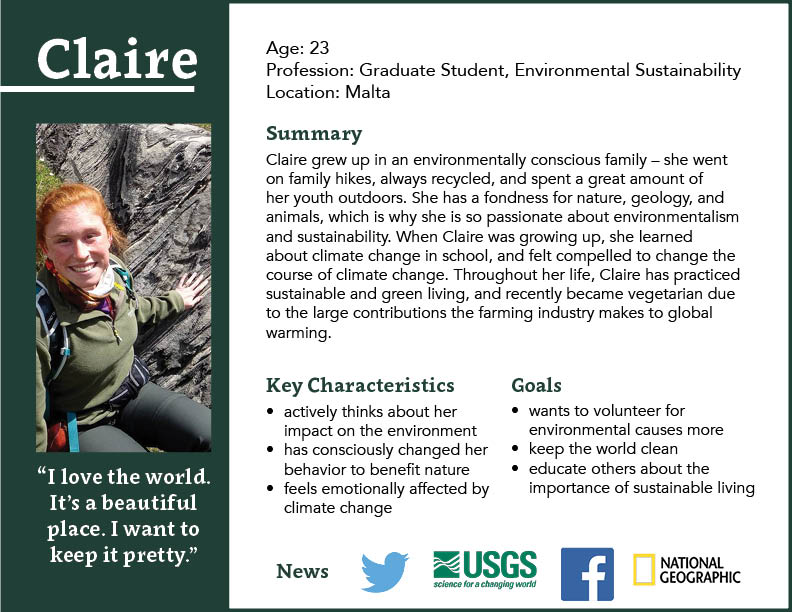 Claire
Age: 23
Profession: Graduate Student, Environmental Sustainability
Location: Malta
Summary
Claire grew up in an environmentally conscious family – she went
on family hikes, always recycled, and spent a great amount of
her youth outdoors. She has a fondness for nature, geology, and
animals, which is why she is so passionate about environmentalism
and sustainability. When Claire was growing up, she learned
about climate change in school, and felt compelled to change the
course of climate change. Throughout her life, Claire has practiced
sustainable and green living, and recently became vegetarian due
to the large contributions the farming industry makes to global
warming.
Key Characteristics
• actively thinks about her
impact on the environment
• has consciously changed her
behavior to benefit nature
• feels emotionally affected by
climate change
Goals
• wants to volunteer for
environmental causes more
• keep the world clean
• educate others about the
importance of sustainable living
“I love the world.
It’s a beautiful
place. I want to
keep it pretty.”
News
USGS
science for a changing world
f
NATIONAL
GEOGRAPHIC